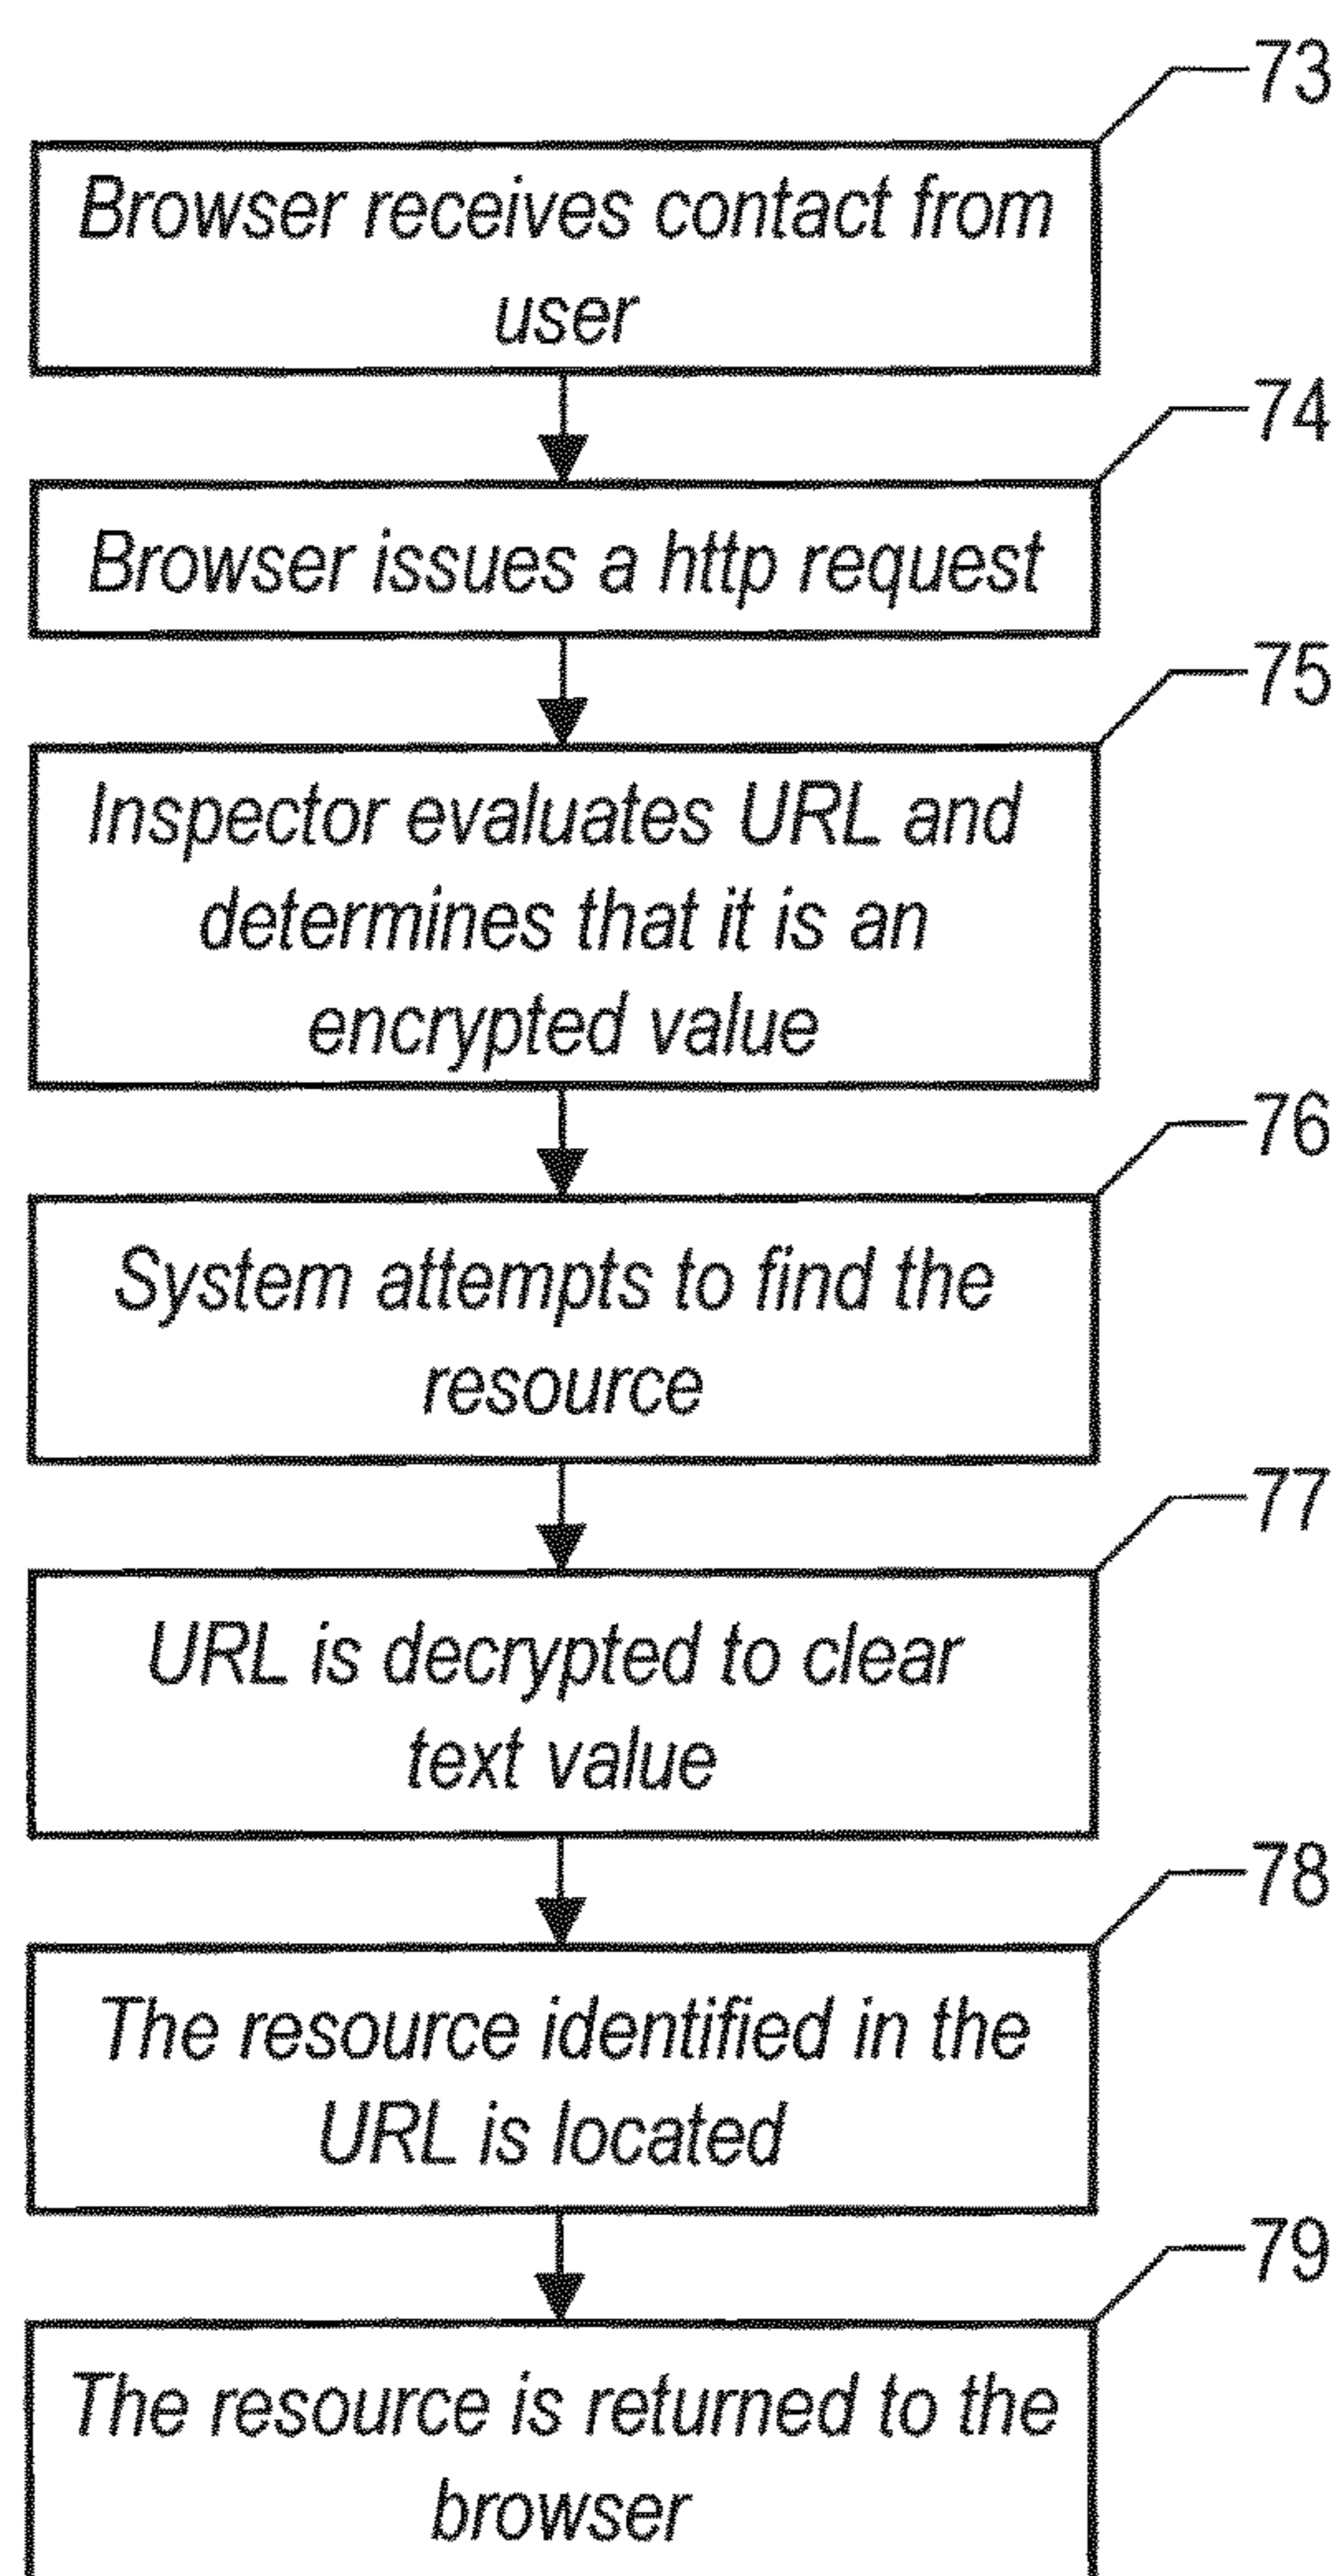 73
Browser receives contact from
user
74
Browser issues a http request
75
Inspector evaluates URL and
determines that it is an
encrypted value
76
System attempts to find the
resource
77
URL is decrypted to clear
text value
78
The resource identified in the
URL is located
79
The resource is returned to the
browser